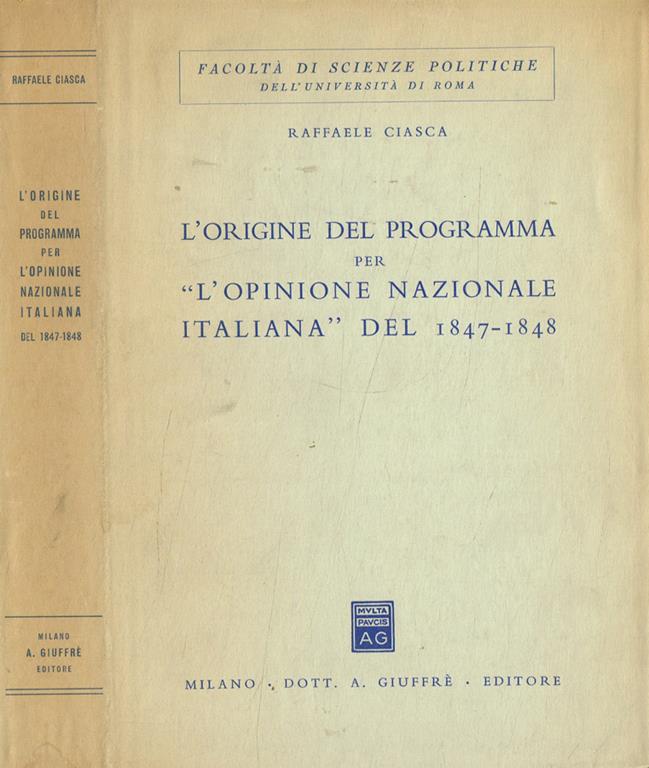 RAFFAELE CIASCA
L'ORIGINE
DEL
PROGRAMMA
PER
L'OPINIONE
NAZIONALE
ITALIANA
DEL 1847-1848
MILANO
A. GIUFFRÈ
EDITORE
FACOLTÀ DI SCIENZE POLITICHE
DELL'UNIVERSITÀ DI ROMA
RAFFAELE CIASCA
L'ORIGINE DEL PROGRAMMA
PER
“L'OPINIONE NAZIONALE
ITALIANA” DEL 1847-1848
MVLTA
PAVCIS
AG
MILANO · DOTT. A. GIUFFRÈ · EDITORE